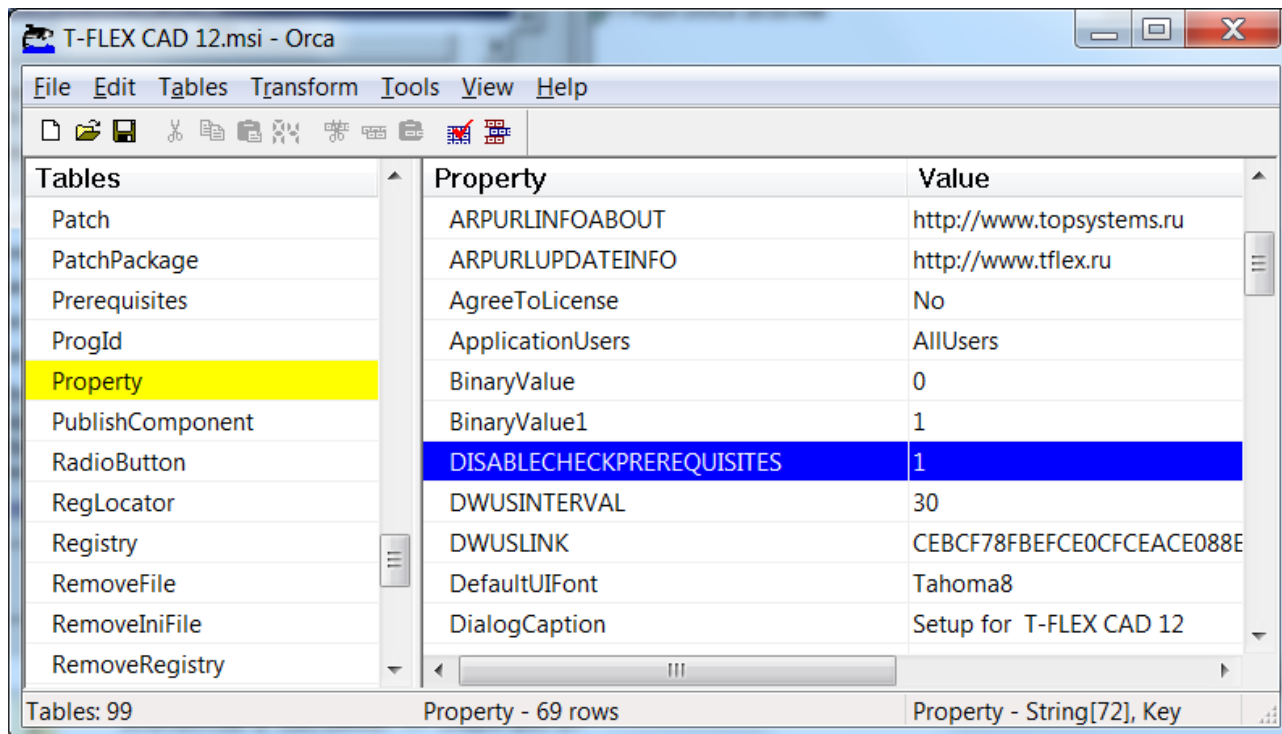 T-FLEX CAD 12.msi - Orca
File Edit Tables Transform Tools View Help
Tables Property Value
Patch ARPURLINFOABOUT http://www.topsystems.ru
PatchPackage ARPURLUPDATEINFO http://www.tflex.ru
Prerequisites AgreeToLicense No
ProgId ApplicationUsers AllUsers
Property BinaryValue 0
PublishComponent BinaryValue1 1
RadioButton DISABLECHECKPREREQUISITES 1
RegLocator DWUSINTERVAL 30
Registry DWUSLINK CEBCF78FBEFCE0CFCEACE088E
RemoveFile DefaultUIFont Tahoma8
RemoveIniFile DialogCaption Setup for T-FLEX CAD 12
RemoveRegistry
Tables: 99 Property - 69 rows Property - String[72], Key